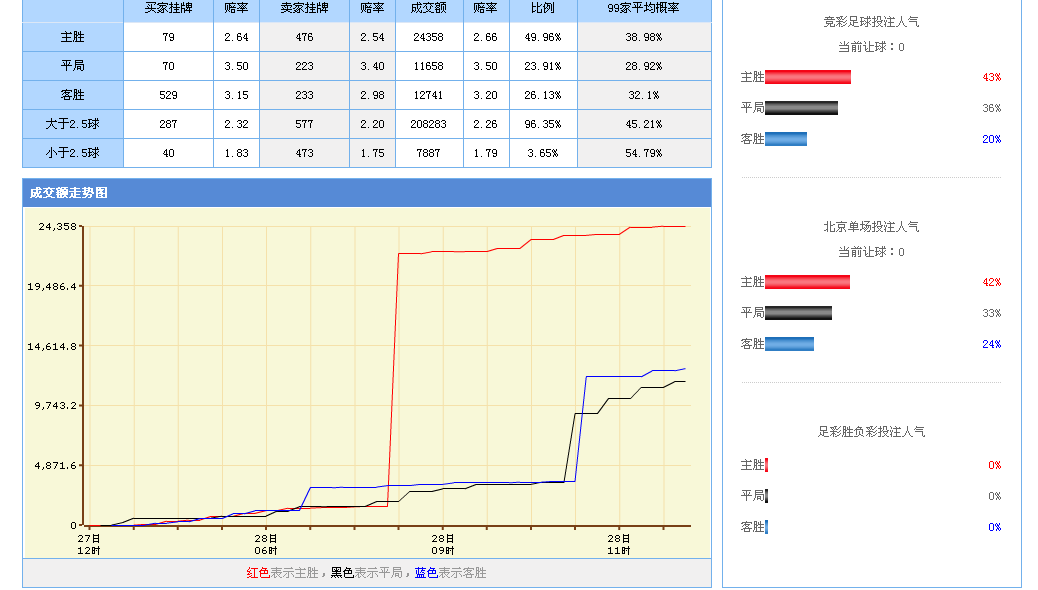 买家挂牌 赔率 卖家挂牌 赔率 成交额 赔率 比例 99家平均概率
主胜 79 2.64 476 2.54 24358 2.66 49.96% 38.98%
平局 70 3.50 223 3.40 11658 3.50 23.91% 28.92%
客胜 529 3.15 233 2.98 12741 3.20 26.13% 32.1%
大于2.5球 287 2.32 577 2.20 208283 2.26 96.35% 45.21%
小于2.5球 40 1.83 473 1.75 7887 1.79 3.65% 54.79%
成交额走势图
24,358
19,486.4
14,614.8
9,743.2
4,871.6
0
27日 28日 28日 28日
12时 06时 09时 11时
红色表示主胜，黑色表示平局，蓝色表示客胜
竞彩足球投注人气
当前让球：0
主胜 43%
平局 36%
客胜 20%
北京单场投注人气
当前让球：0
主胜 42%
平局 33%
客胜 24%
足彩胜负彩投注人气
主胜 0%
平局 0%
客胜 0%